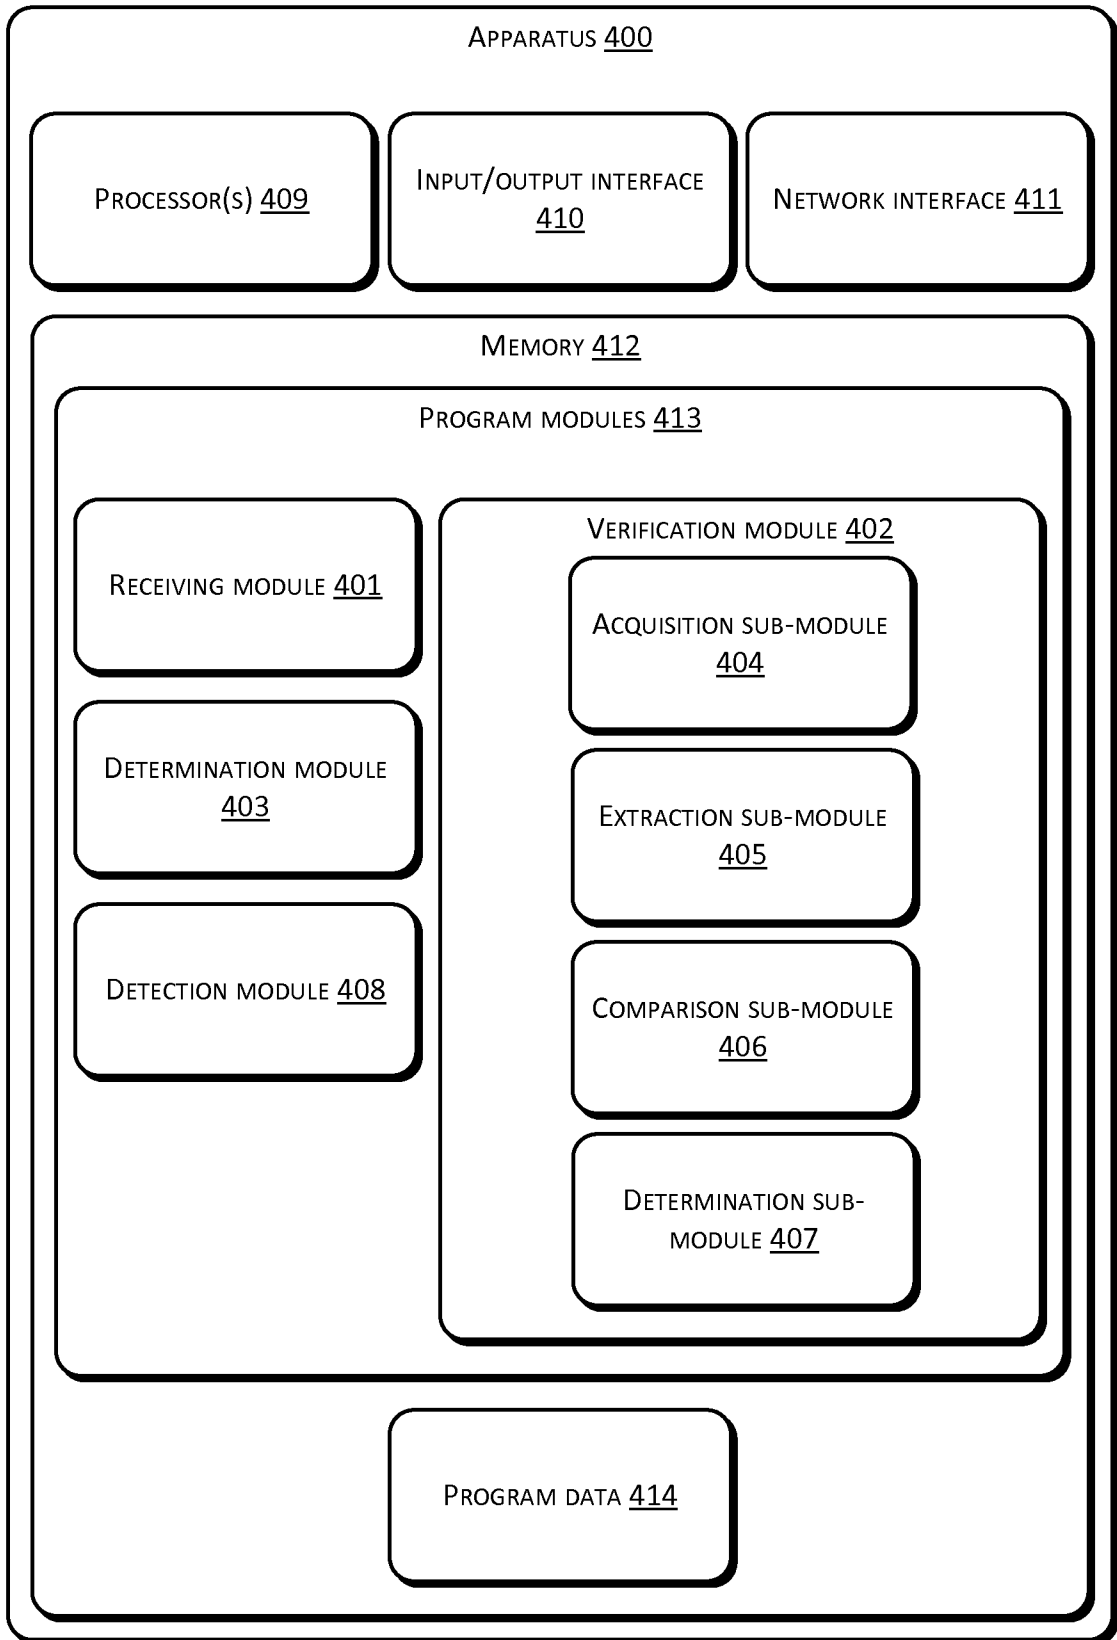 APPARATUS 400
PROCESSOR(S) 409
INPUT/OUTPUT INTERFACE
410
NETWORK INTERFACE 411
MEMORY 412
PROGRAM MODULES 413
RECEIVING MODULE 401
DETERMINATION MODULE
403
DETECTION MODULE 408
VERIFICATION MODULE 402
ACQUISITION SUB-MODULE
404
EXTRACTION SUB-MODULE
405
COMPARISON SUB-MODULE
406
DETERMINATION SUB-
MODULE 407
PROGRAM DATA 414